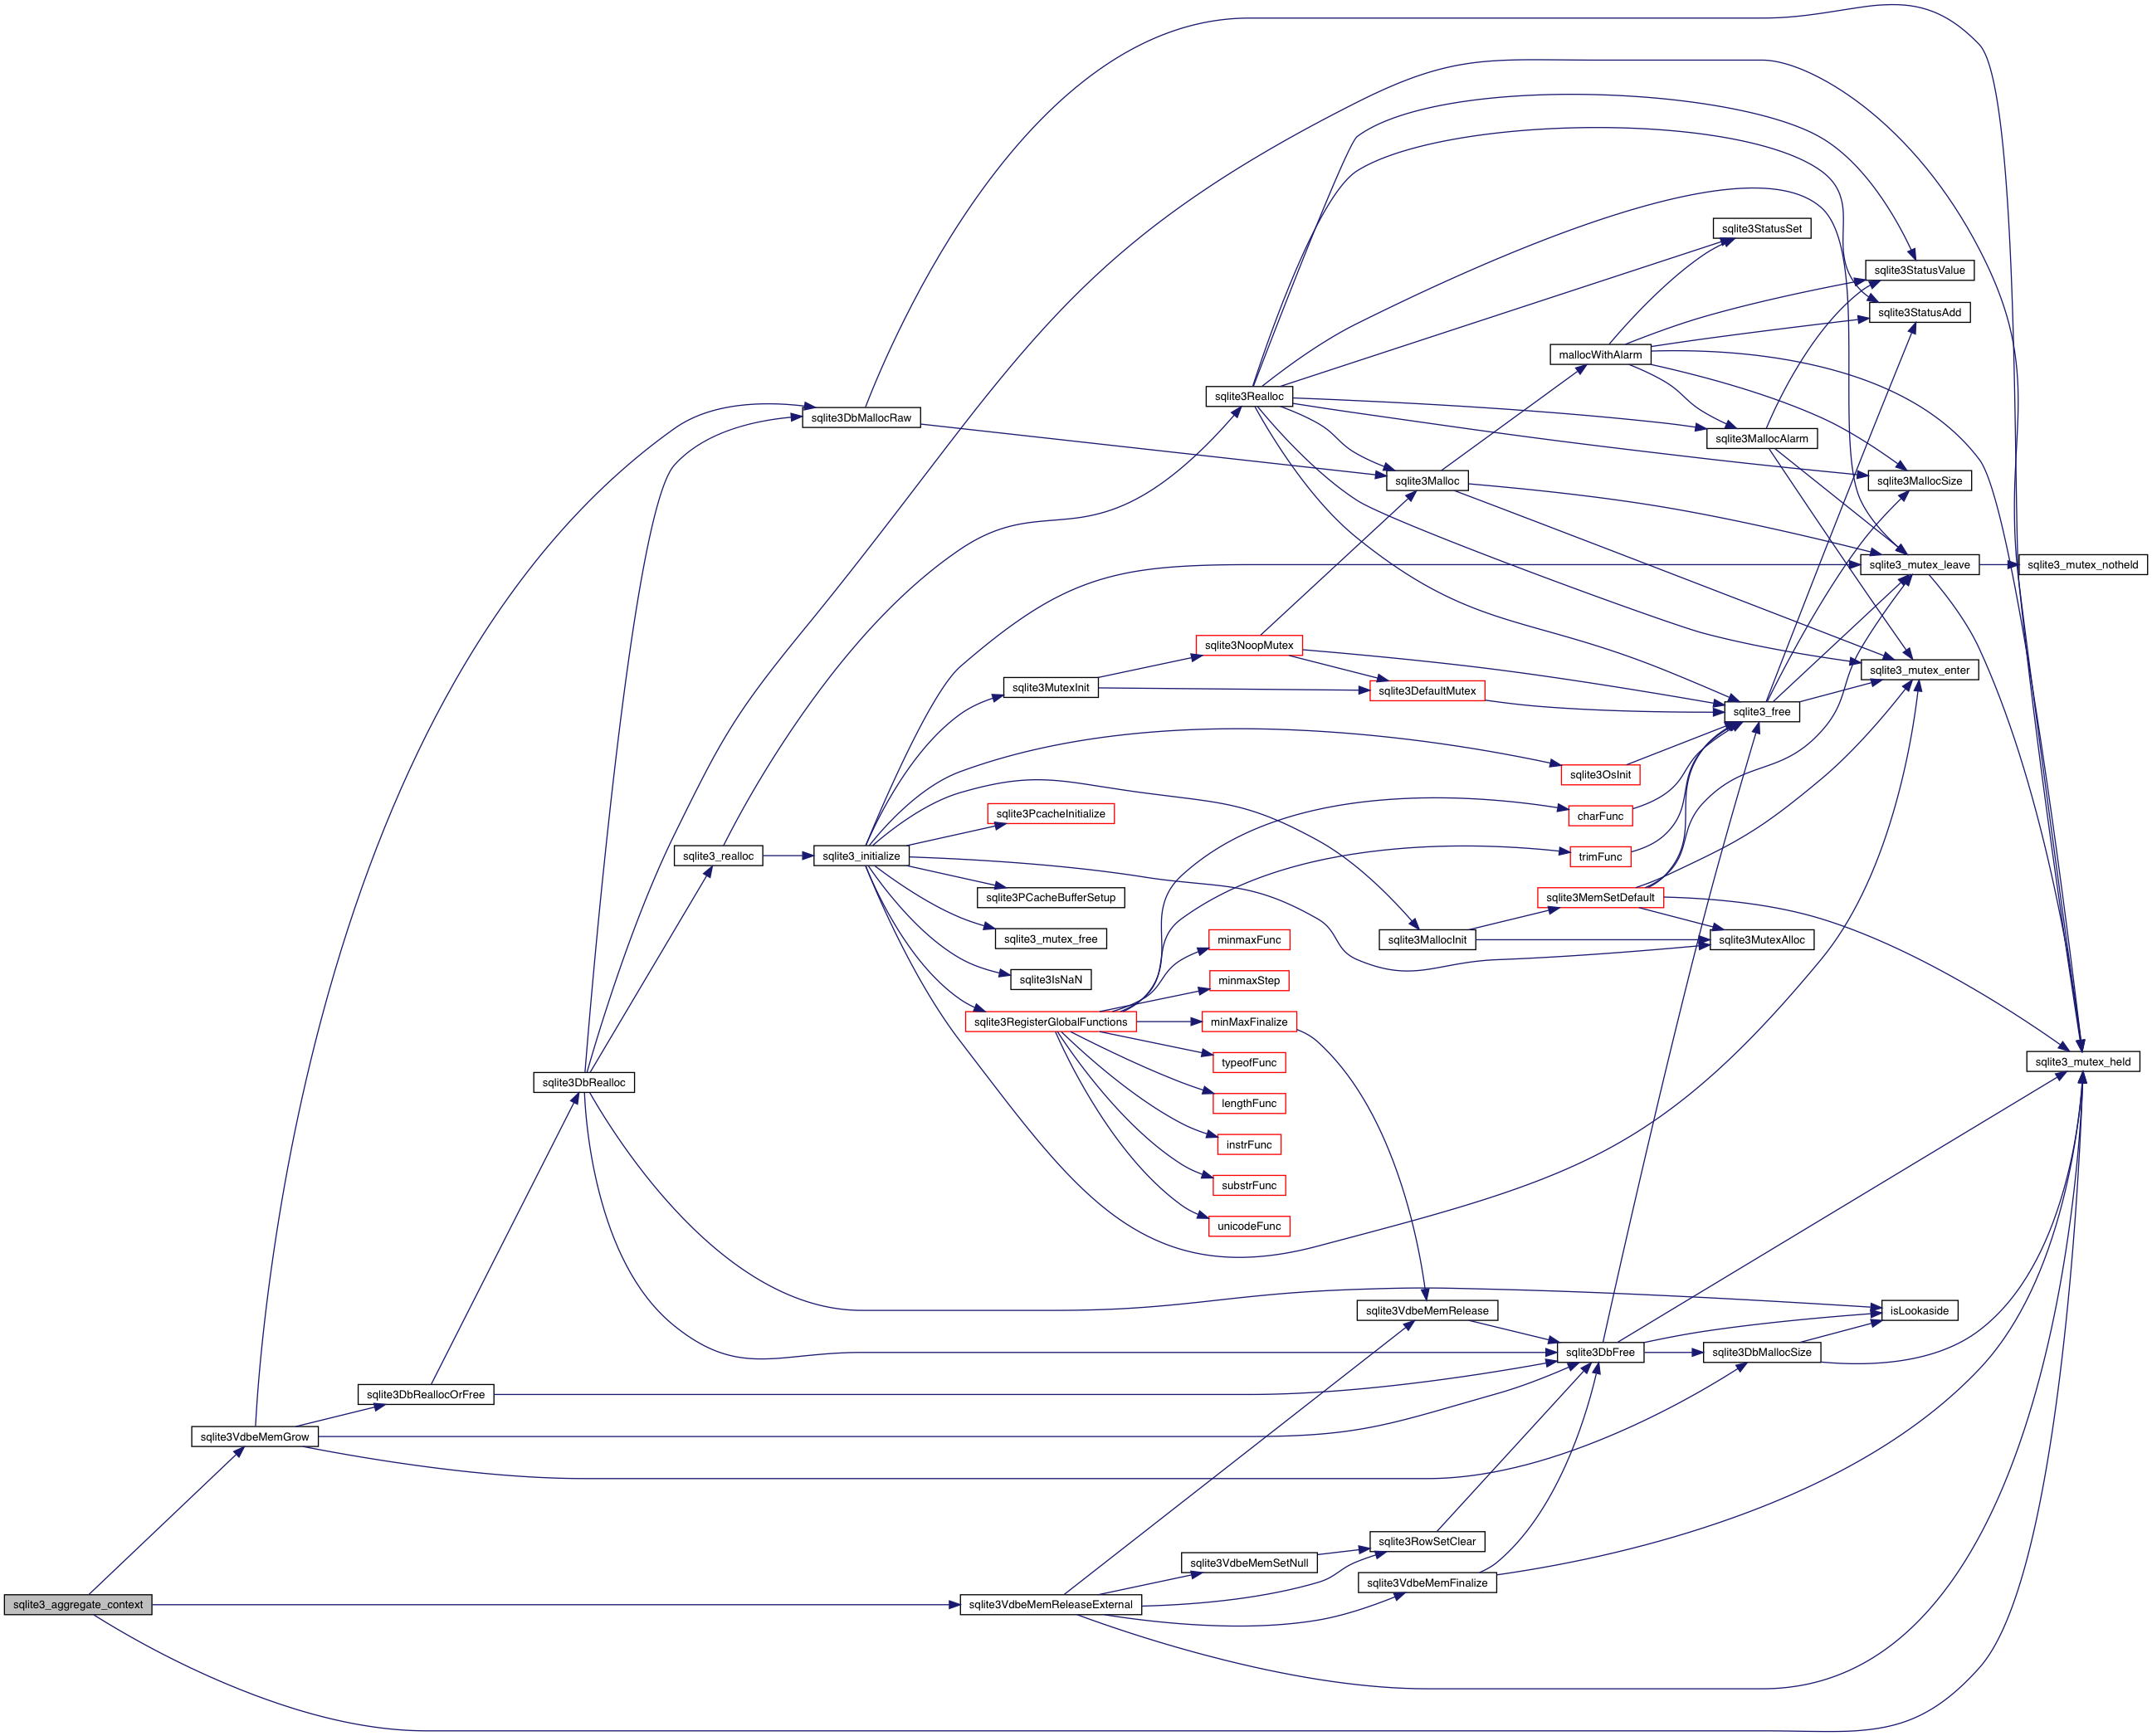 sqlite3StatusSet
sqlite3StatusValue
sqlite3StatusAdd
mallocWithAlarm
sqlite3Realloc
sqlite3DbMallocRaw
sqlite3MallocAlarm
sqlite3Malloc
sqlite3MallocSize
sqlite3_mutex_leave
sqlite3_mutex_notheld
sqlite3NoopMutex
sqlite3_mutex_enter
sqlite3MutexInit
sqlite3DefaultMutex
sqlite3_free
sqlite3OsInit
sqlite3PcacheInitialize
charFunc
sqlite3_realloc
sqlite3_initialize
trimFunc
sqlite3PCacheBufferSetup
sqlite3MemSetDefault
sqlite3_mutex_free
minmaxFunc
sqlite3MallocInit
sqlite3MutexAlloc
sqlite3IsNaN
minmaxStep
sqlite3RegisterGlobalFunctions
minMaxFinalize
typeofFunc
sqlite3_mutex_held
sqlite3DbRealloc
lengthFunc
instrFunc
substrFunc
unicodeFunc
sqlite3VdbeMemRelease
isLookaside
sqlite3DbFree
sqlite3DbMallocSize
sqlite3DbReallocOrFree
sqlite3VdbeMemGrow
sqlite3RowSetClear
sqlite3VdbeMemSetNull
sqlite3VdbeMemFinalize
sqlite3_aggregate_context
sqlite3VdbeMemReleaseExternal